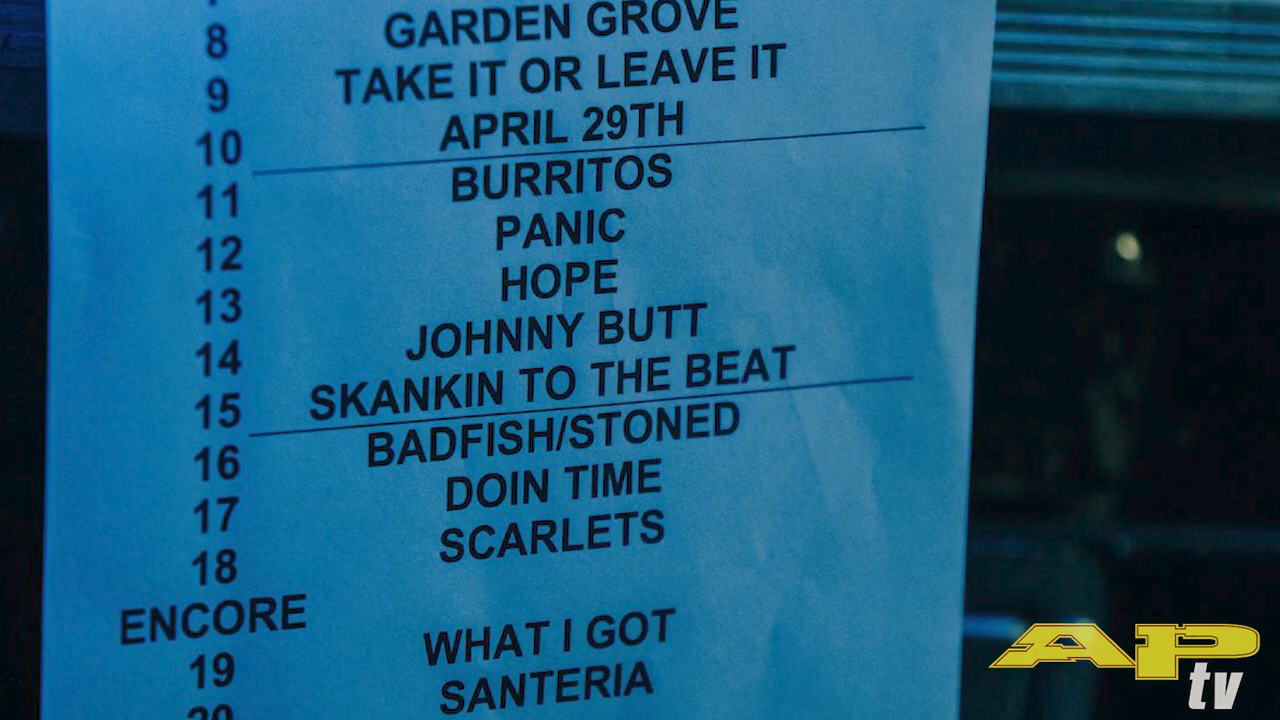 8 GARDEN GROVE
9 TAKE IT OR LEAVE IT
10 APRIL 29TH
11 BURRITOS
12 PANIC
13 HOPE
14 JOHNNY BUTT
15 SKANKIN TO THE BEAT
16 BADFISH/STONED
17 DOIN TIME
18 SCARLETS
ENCORE
19 WHAT I GOT
20 SANTERIA
AP
tv